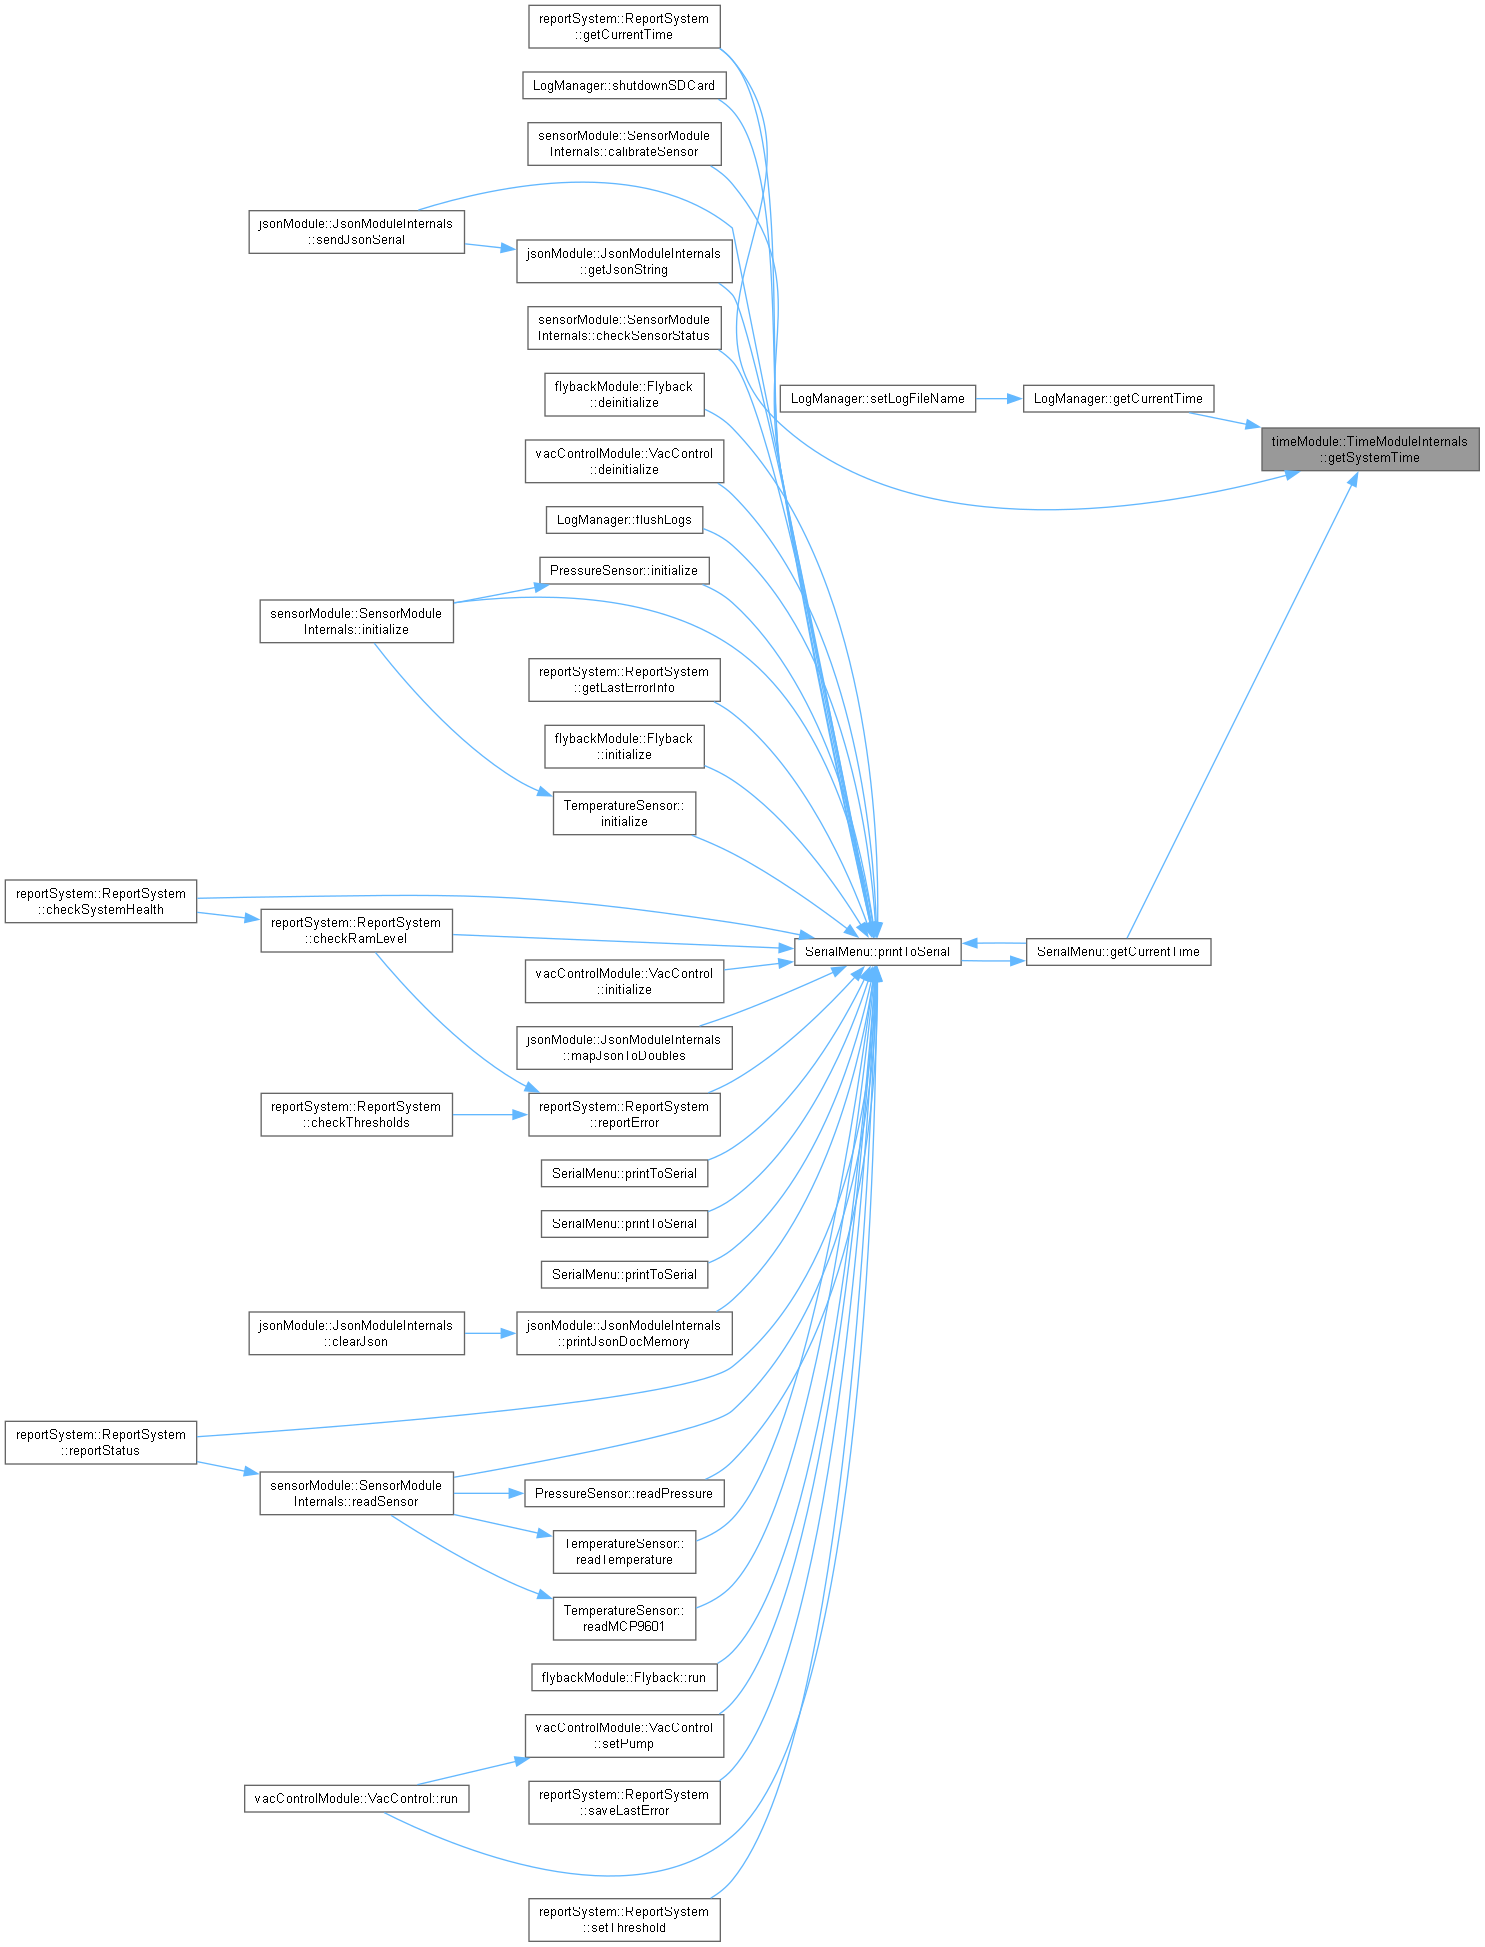 reportSystem::ReportSystem
::getCurrentTime
LogManager::shutdownSDCard
sensorModule::SensorModule
Internals::calibrateSensor
jsonModule::JsonModuleInternals
::sendJsonSerial
jsonModule::JsonModuleInternals
::getJsonString
sensorModule::SensorModule
Internals::checkSensorStatus
flybackModule::Flyback
::deinitialize
LogManager::setLogFileName
LogManager::getCurrentTime
timeModule::TimeModuleInternals
::getSystemTime
vacControlModule::VacControl
::deinitialize
LogManager::flushLogs
PressureSensor::initialize
sensorModule::SensorModule
Internals::initialize
reportSystem::ReportSystem
::getLastErrorInfo
flybackModule::Flyback
::initialize
TemperatureSensor::
initialize
reportSystem::ReportSystem
::checkSystemHealth
reportSystem::ReportSystem
::checkRamLevel
SerialMenu::printToSerial
SerialMenu::getCurrentTime
vacControlModule::VacControl
::initialize
jsonModule::JsonModuleInternals
::mapJsonToDoubles
reportSystem::ReportSystem
::checkThresholds
reportSystem::ReportSystem
::reportError
SerialMenu::printToSerial
SerialMenu::printToSerial
SerialMenu::printToSerial
jsonModule::JsonModuleInternals
::clearJson
jsonModule::JsonModuleInternals
::printJsonDocMemory
reportSystem::ReportSystem
::reportStatus
sensorModule::SensorModule
Internals::readSensor
PressureSensor::readPressure
TemperatureSensor::
readTemperature
TemperatureSensor::
readMCP9601
flybackModule::Flyback::run
vacControlModule::VacControl
::setPump
vacControlModule::VacControl::run
reportSystem::ReportSystem
::saveLastError
reportSystem::ReportSystem
::setThreshold